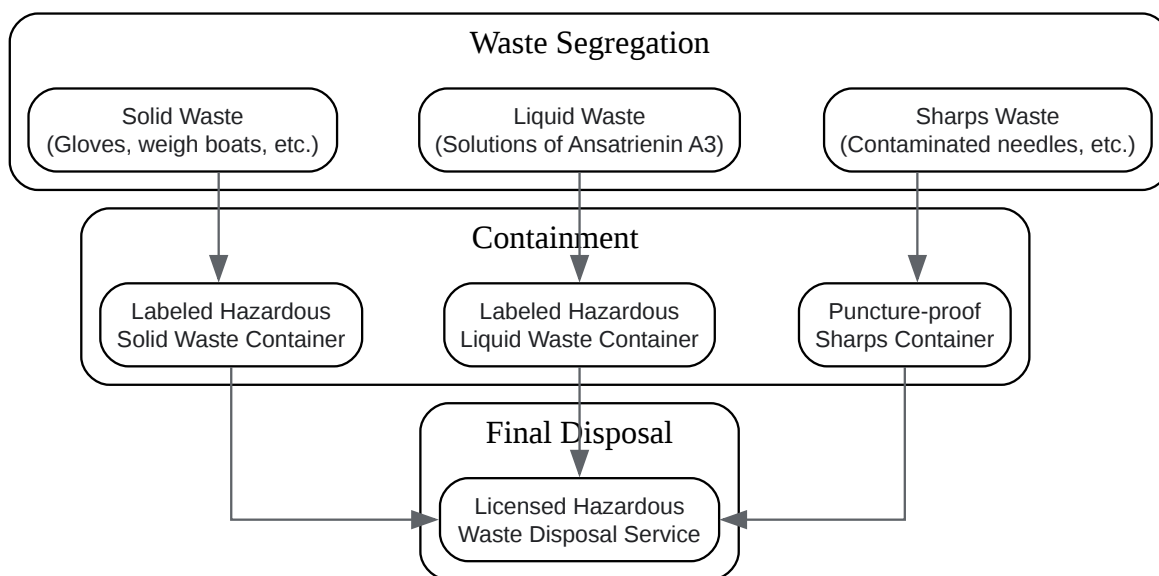 Waste Segregation
Solid Waste
(Gloves, weigh boats, etc.)
Liquid Waste
(Solutions of Ansatrienin A3)
Sharps Waste
(Contaminated needles, etc.)
Containment
Labeled Hazardous
Solid Waste Container
Labeled Hazardous
Liquid Waste Container
Puncture-proof
Sharps Container
Final Disposal
Licensed Hazardous
Waste Disposal Service